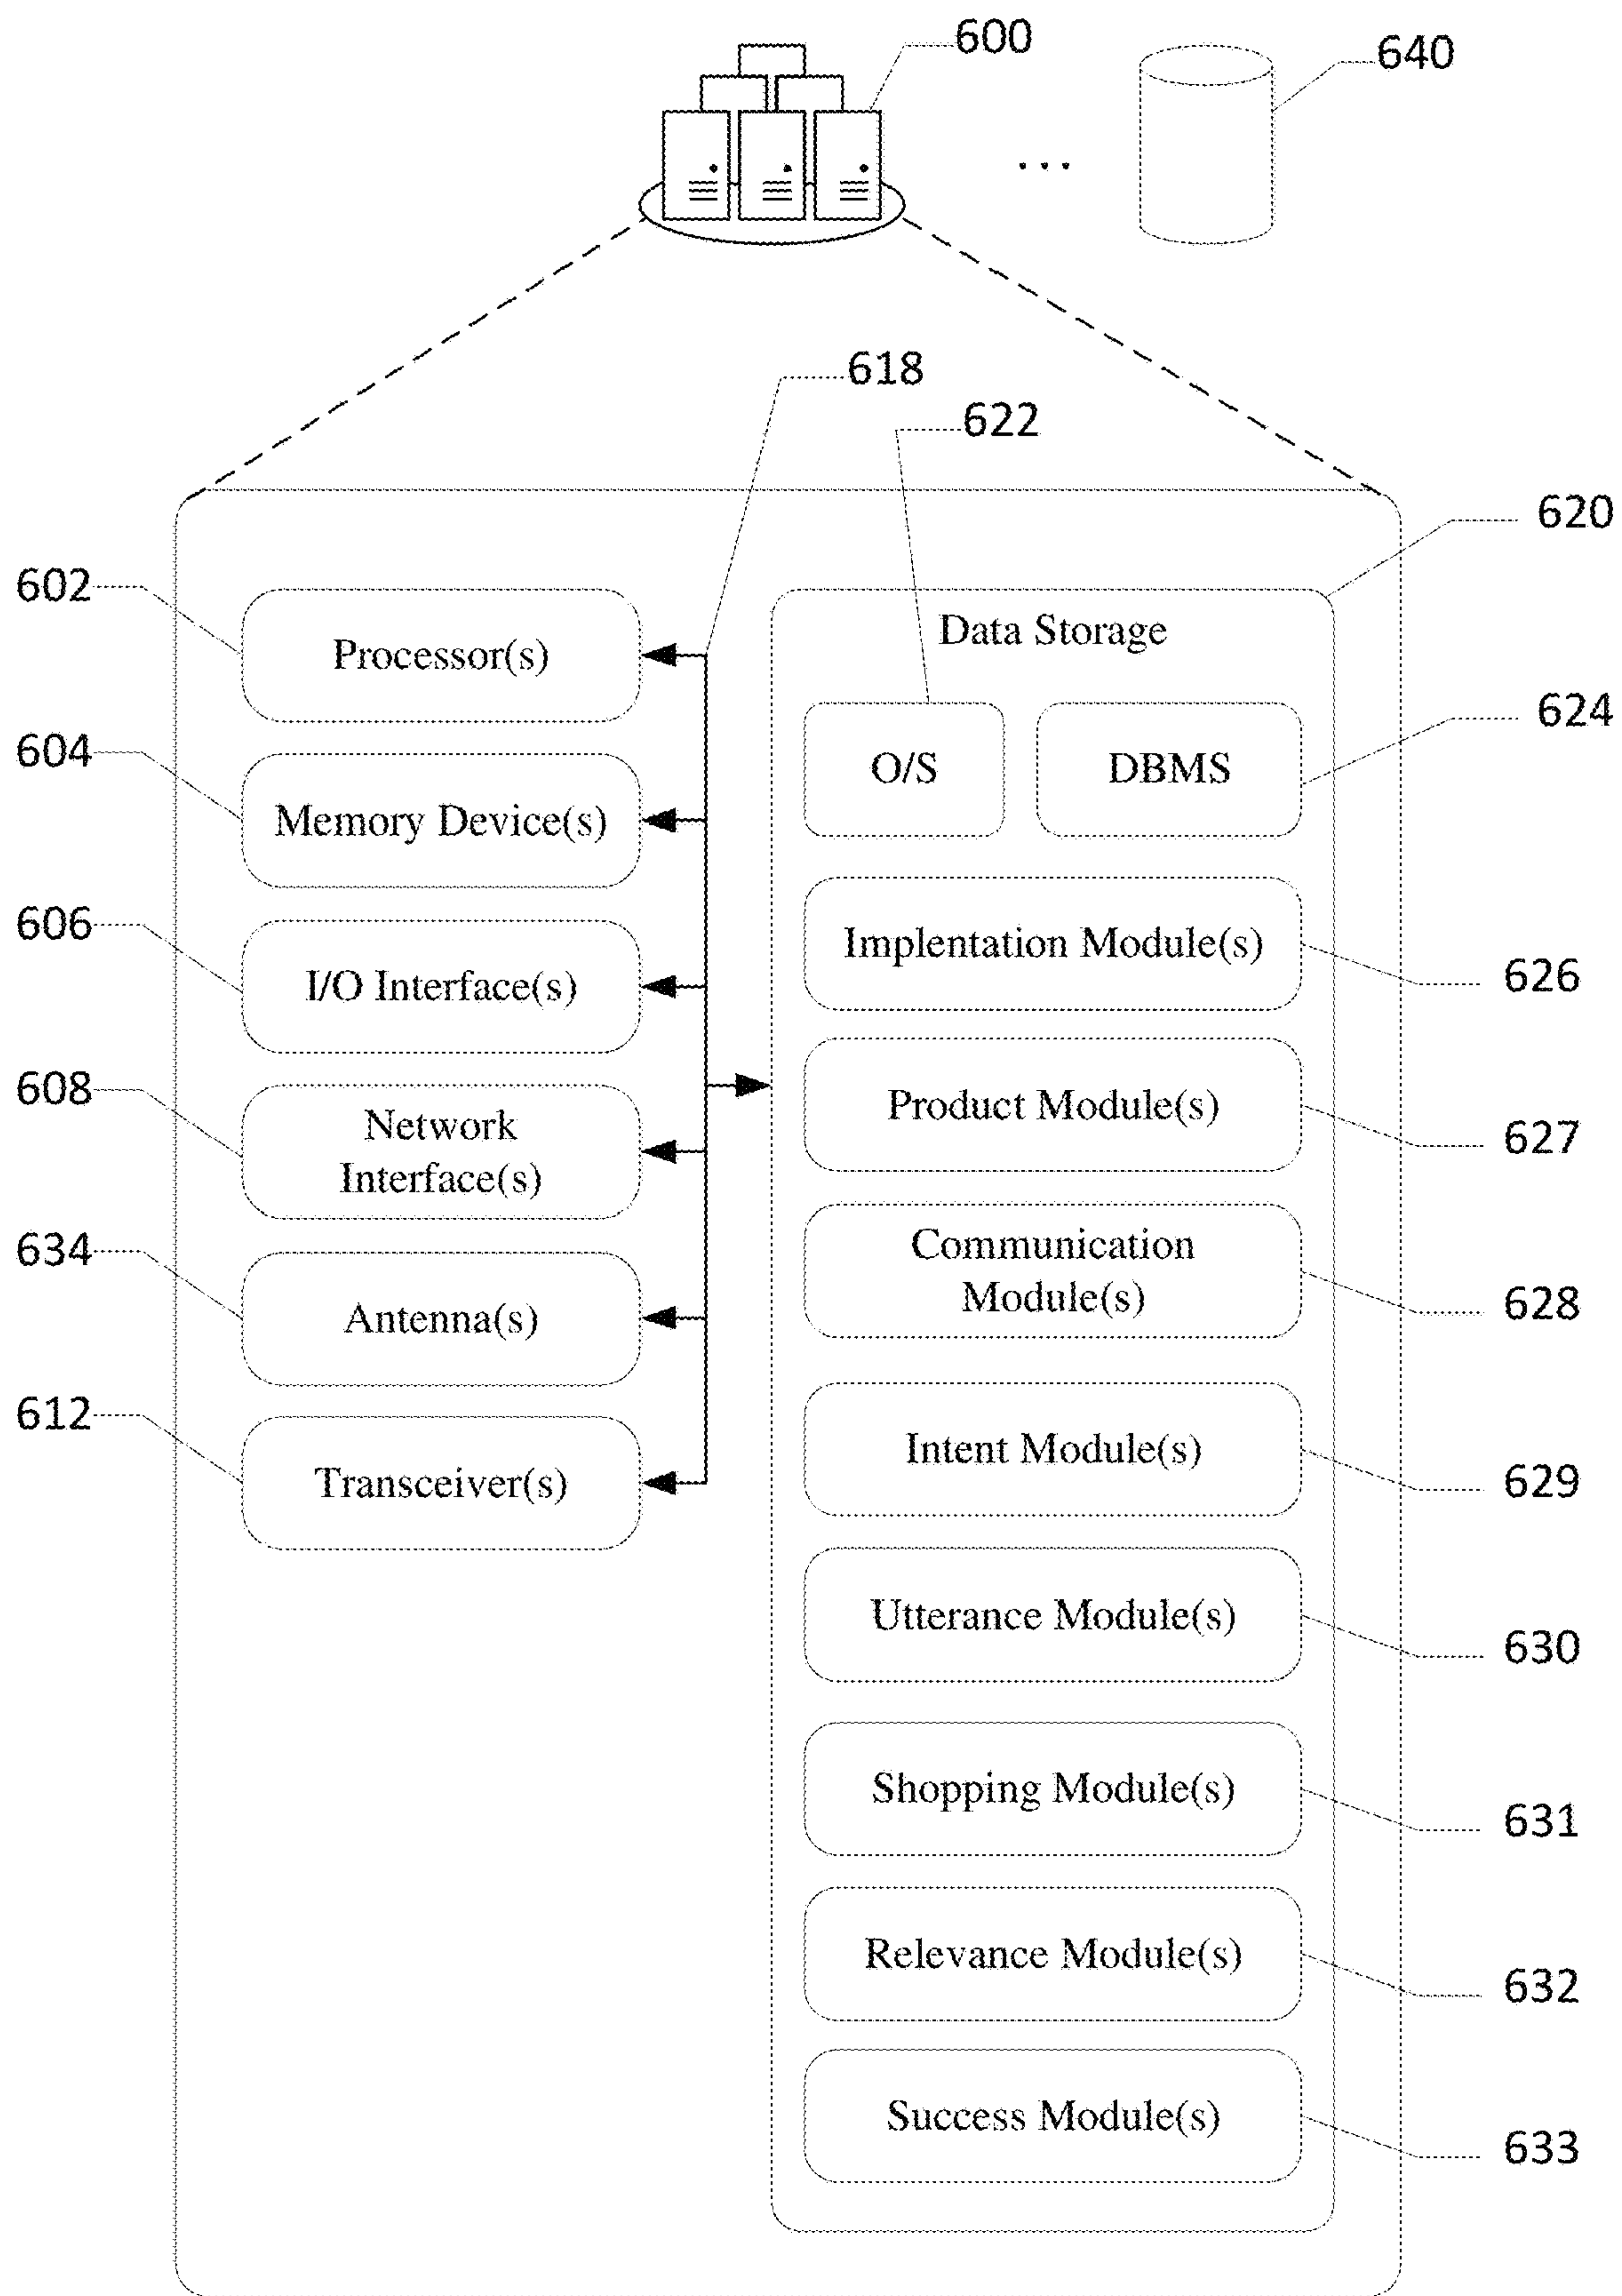 600
640
...
618
622
620
602
Processor(s)
Data Storage
624
604
O/S
DBMS
Memory Device(s)
606
Implentation Module(s)
I/O Interface(s)
626
608
Product Module(s)
Network
Interface(s)
627
634
Communication
Module(s)
Antenna(s)
628
612
Intent Module(s)
Transceiver(s)
629
Utterance Module(s)
630
Shopping Module(s)
631
Relevance Module(s)
632
Success Module(s)
633